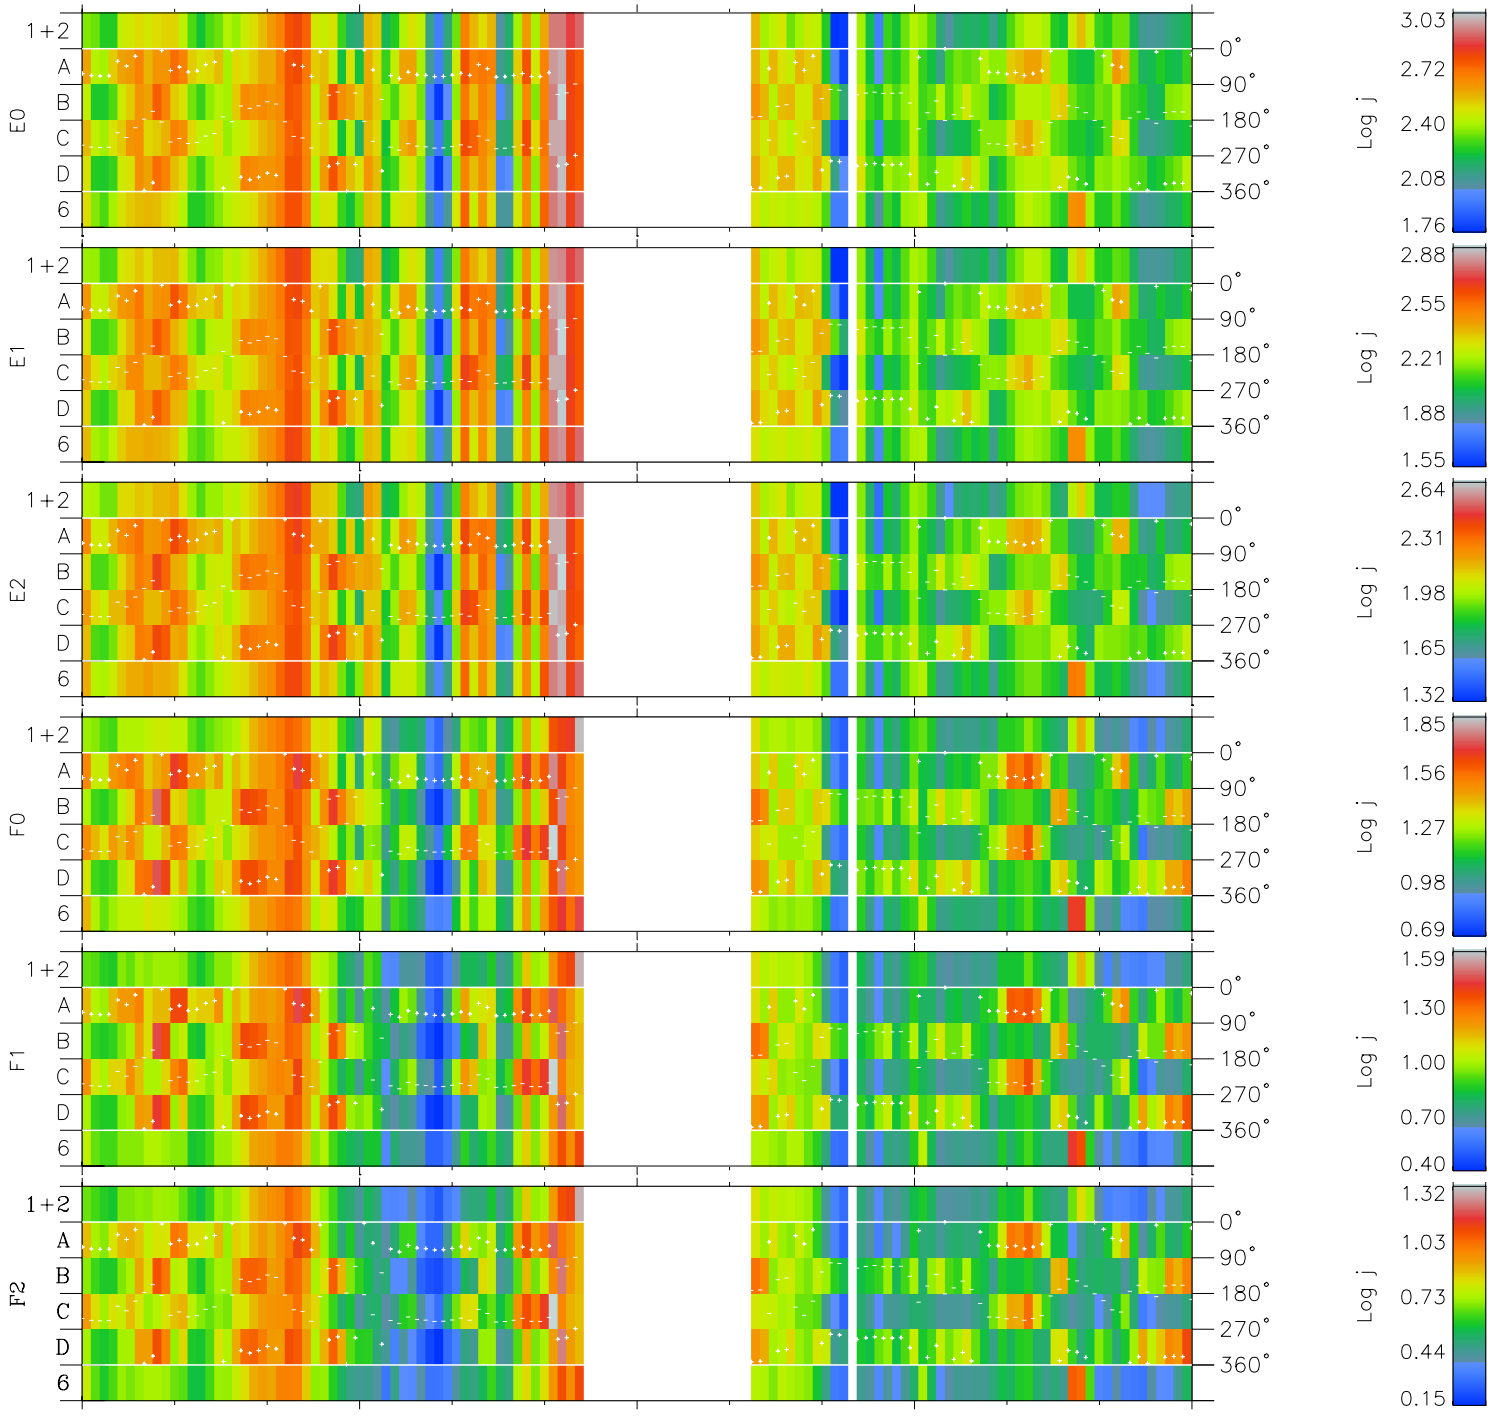 E0
1+2
A
B
C
D
6
0°
90°
180°
270°
360°
Log j
3.03
2.72
2.40
2.08
1.76
E1
1+2
A
B
C
D
6
0°
90°
180°
270°
360°
Log j
2.88
2.55
2.21
1.88
1.55
E2
1+2
A
B
C
D
6
0°
90°
180°
270°
360°
Log j
2.64
2.31
1.98
1.65
1.32
F0
1+2
A
B
C
D
6
0°
90°
180°
270°
360°
Log j
1.85
1.56
1.27
0.98
0.69
F1
1+2
A
B
C
D
6
0°
90°
180°
270°
360°
Log j
1.59
1.30
1.00
0.70
0.40
F2
1+2
A
B
C
D
6
0°
90°
180°
270°
360°
Log j
1.32
1.03
0.73
0.44
0.15